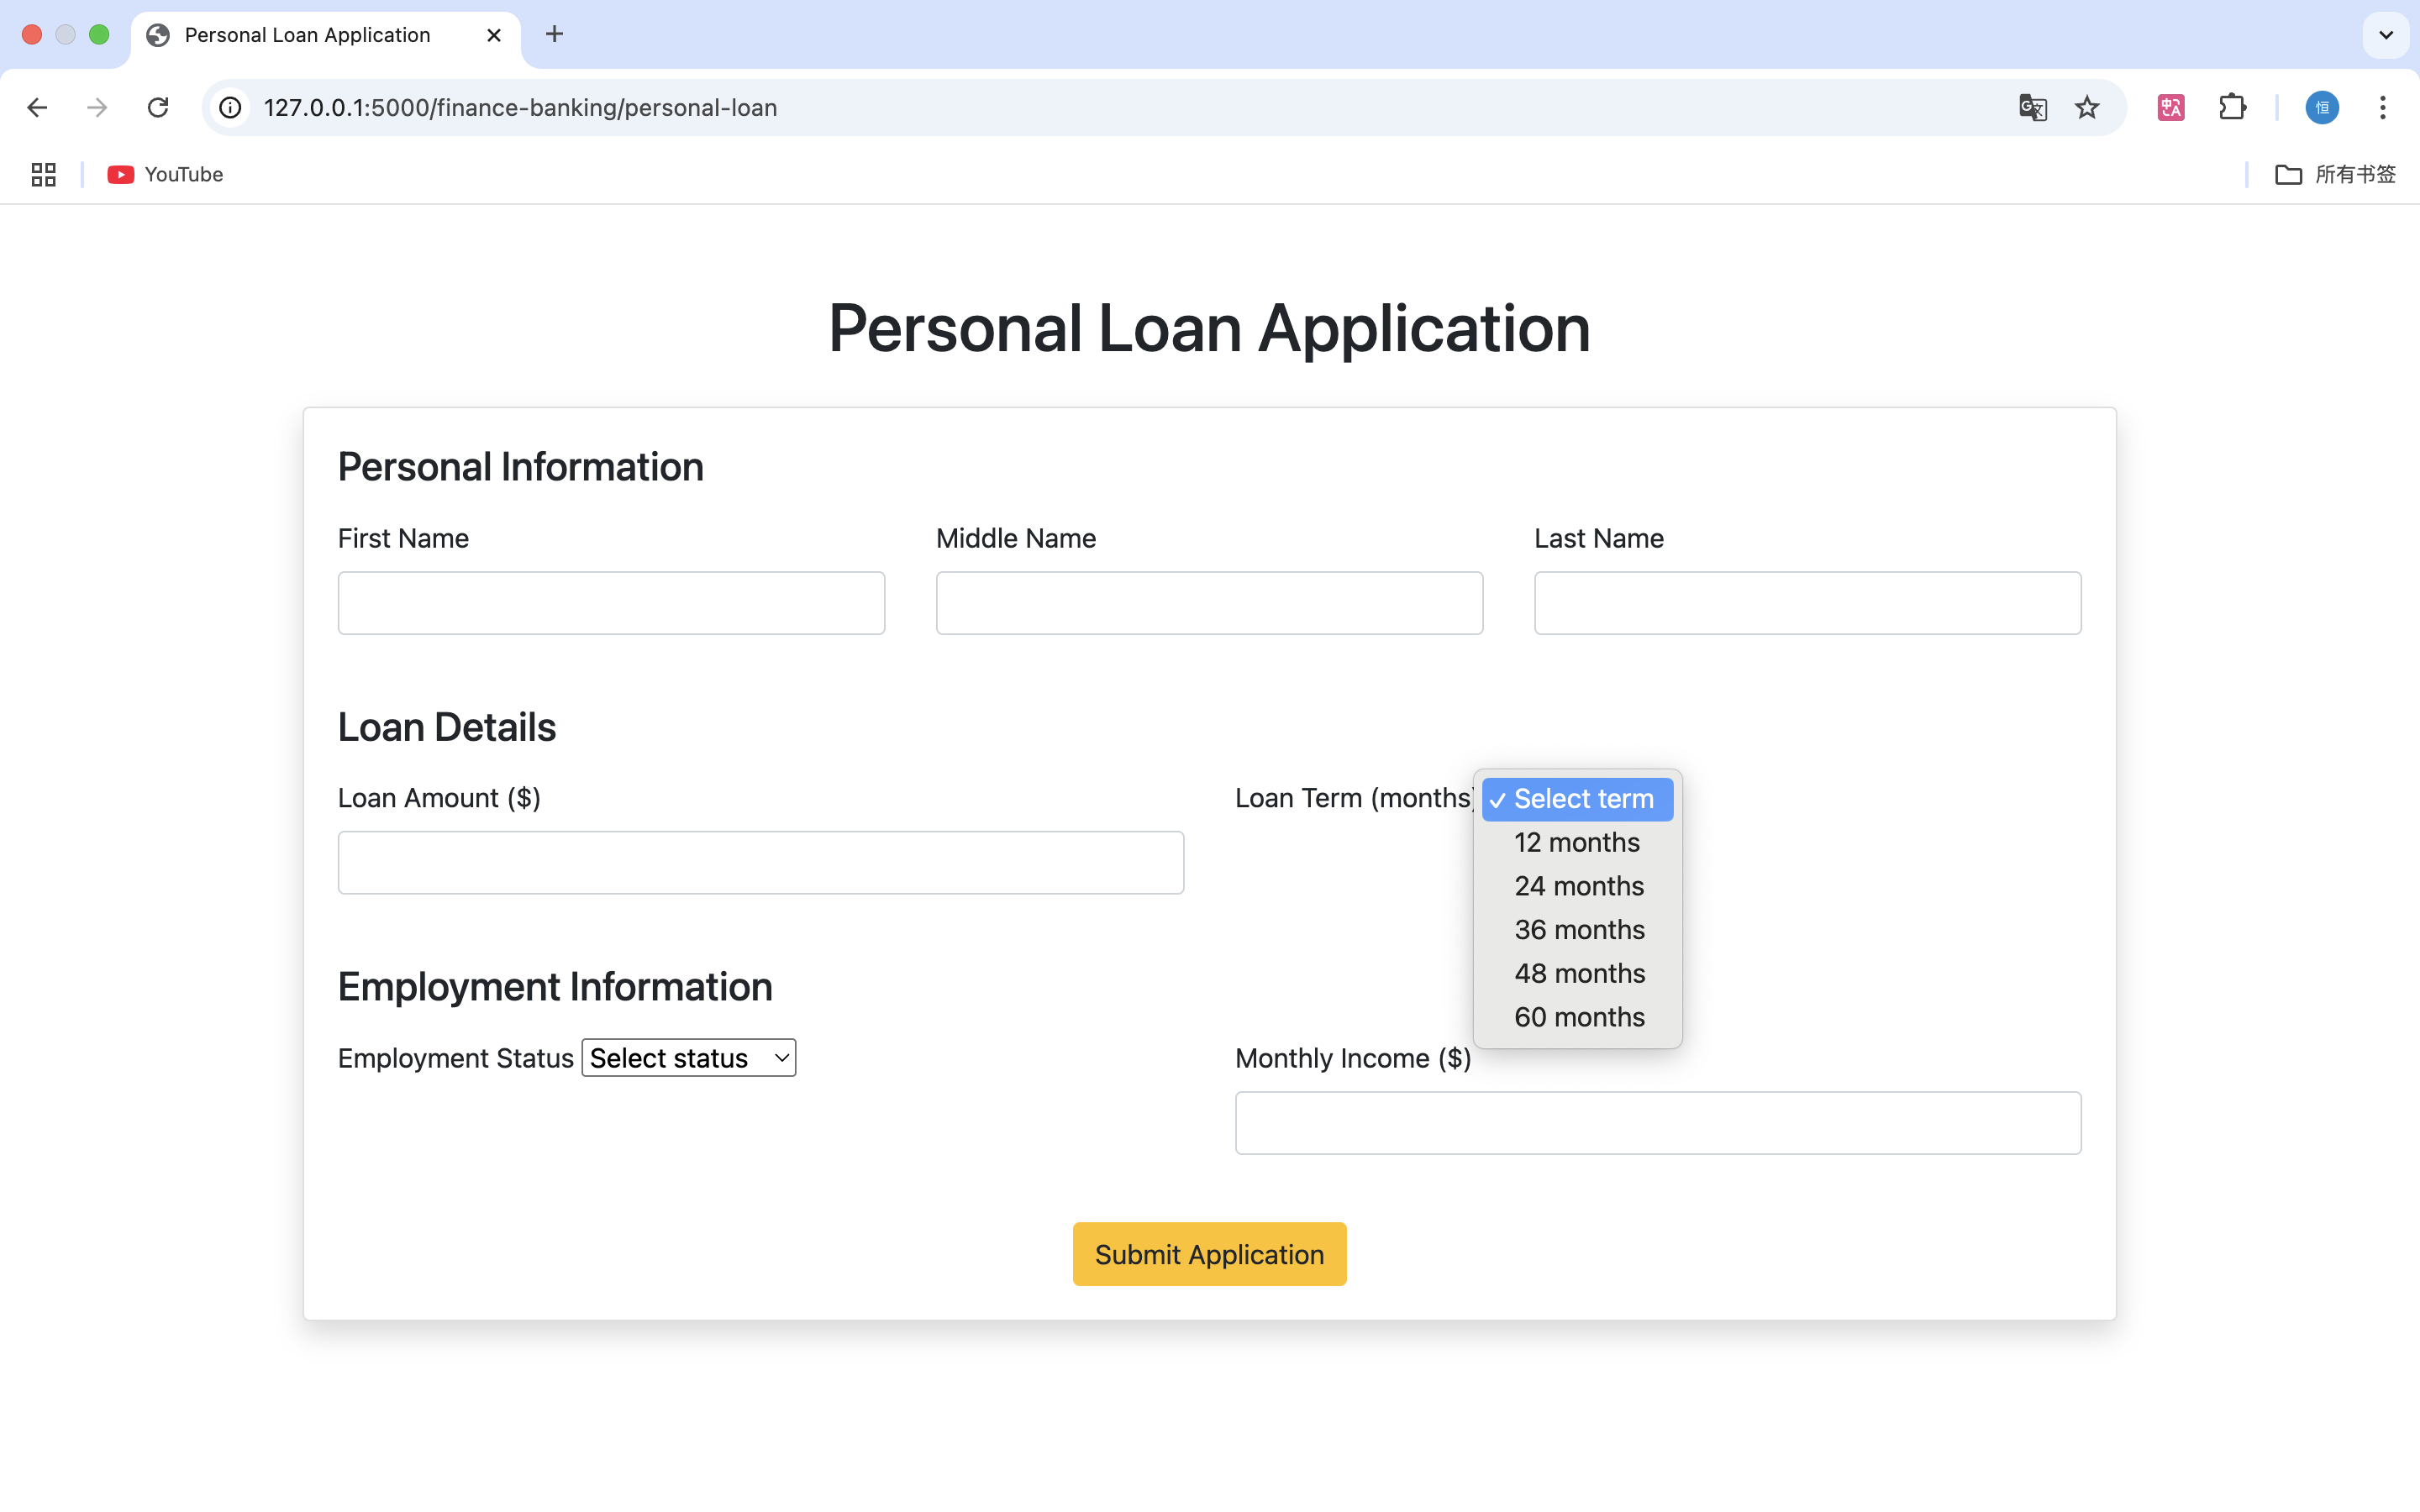 Personal Loan Application
127.0.0.1:5000/finance-banking/personal-loan
恒
YouTube
所有书签
Personal Loan Application
Personal Information
First Name Middle Name Last Name
Loan Details
Loan Amount ($) Loan Term (months)
✓ Select term
12 months
24 months
36 months
48 months
60 months
Employment Information
Employment Status Select status Monthly Income ($)
Submit Application